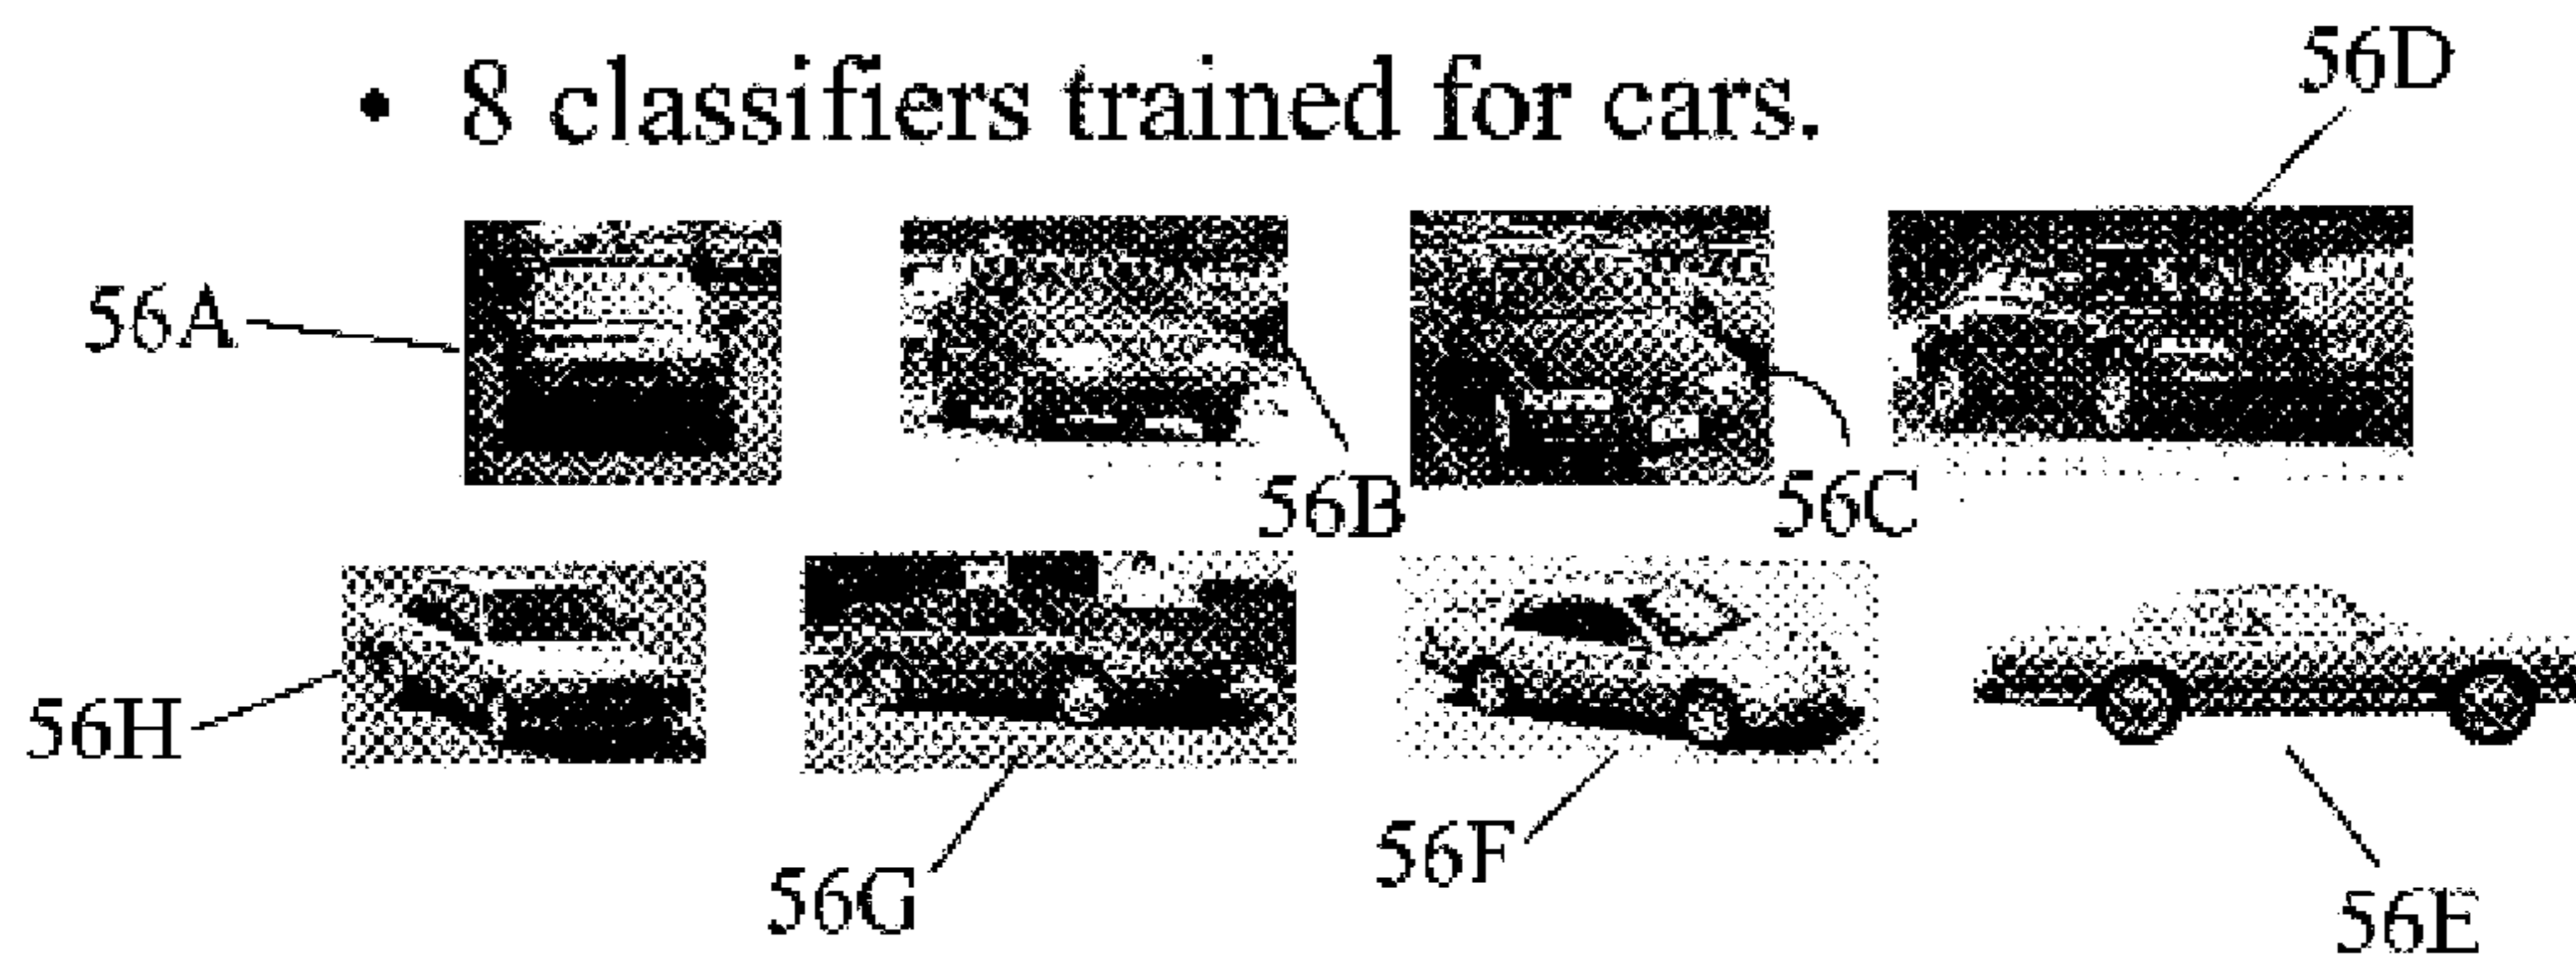 • 8 classifiers trained for cars.
56D
56A
56B
56C
56H
56F
56G
56E